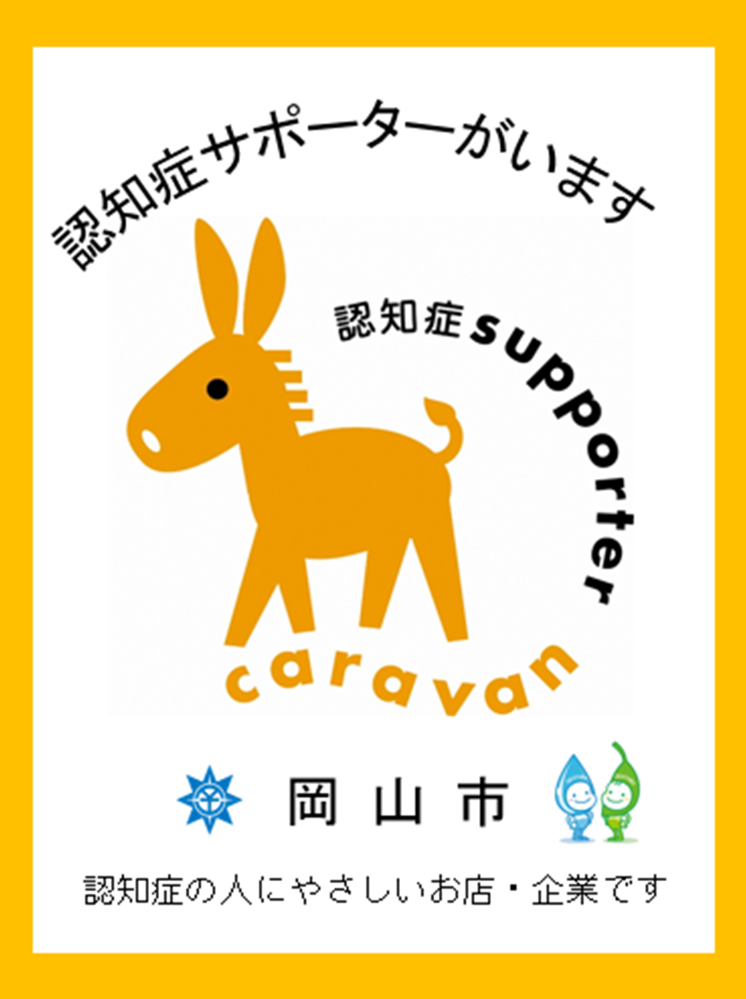 認知症サポーターがいます
認知症supporter
caravan
岡山市
認知症の人にやさしいお店・企業です